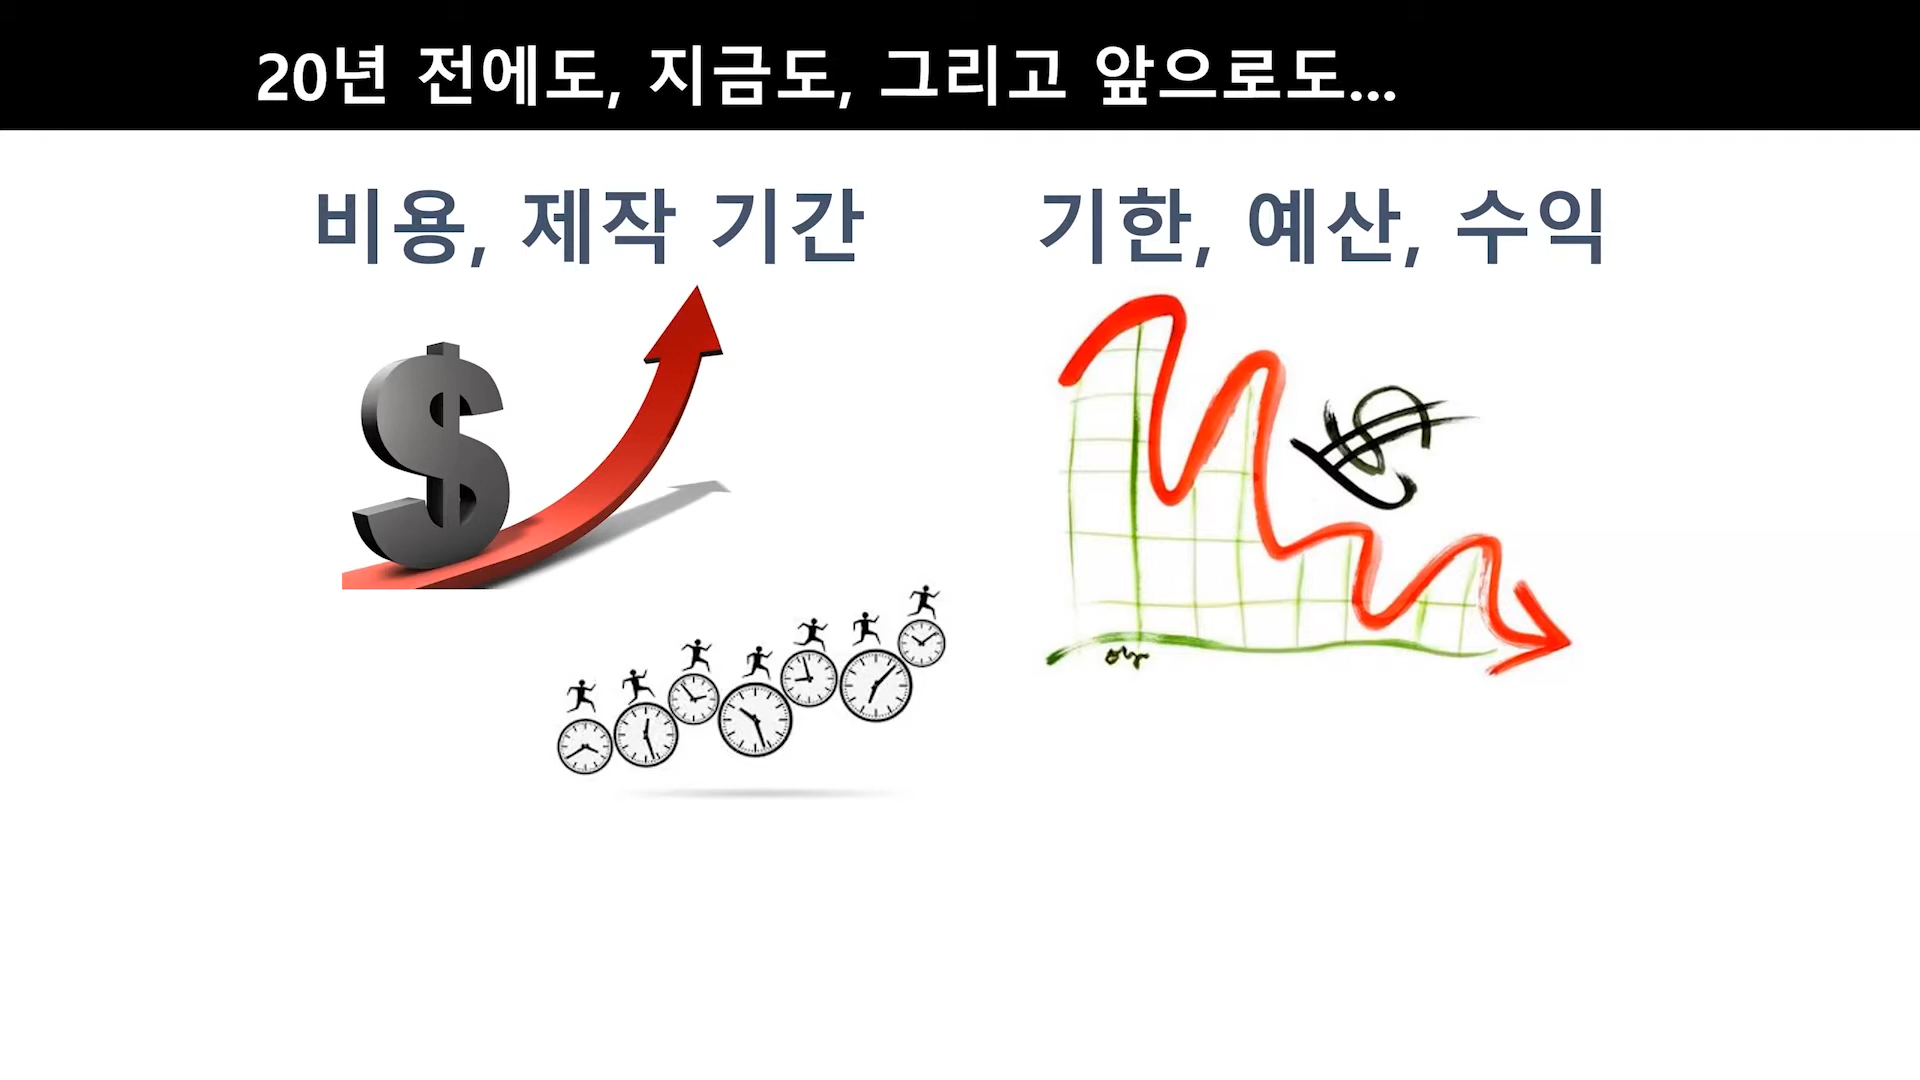 20년 전에도, 지금도, 그리고 앞으로도...
비용, 제작 기간
기한, 예산, 수익